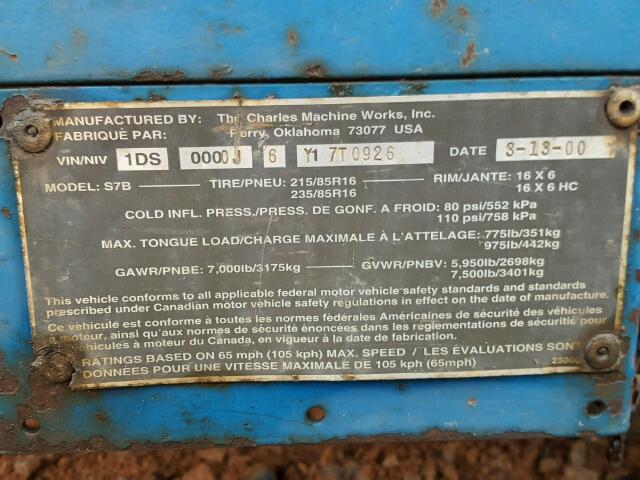 MANUFACTURED BY: The Charles Machine Works, Inc.
FABRIQUÉ PAR: Perry, Oklahoma 73077 USA
VIN/NIV 1DS 0000J 6 Y1 7T0926 DATE 3-13-00
MODEL: S7B TIRE/PNEU: 215/85R16 RIM/JANTE: 16 X 6
235/85R16 16 X 6 HC
COLD INFL. PRESS./PRESS. DE GONF. A FROID: 80 psi/552 kPa
110 psi/758 kPa
MAX. TONGUE LOAD/CHARGE MAXIMALE À L'ATTELAGE: 775lb/351kg
975lb/442kg
GAWR/PNBE: 7,000lb/3175kg GVWR/PNBV: 5,950lb/2698kg
7,500lb/3401kg
This vehicle conforms to all applicable federal motor vehicle safety standards and standards
prescribed under Canadian motor vehicle safety regulations in effect on the date of manufacture.
Ce véhicule est conforme à toutes les normes fédérales Américaines de sécurité des véhicules
à moteur, ainsi qu'aux normes de sécurité énoncées dans les reglementations de sécurité
véhicules à moteur du Canada, en vigueur a l'instant de la date de fabrication.
RATINGS BASED ON 65 mph (105 kph) MAX. SPEED / LES ÉVALUATIONS SONT
DONNÉES POUR UNE VITESSE MAXIMALE DE 105 kph (65mph)